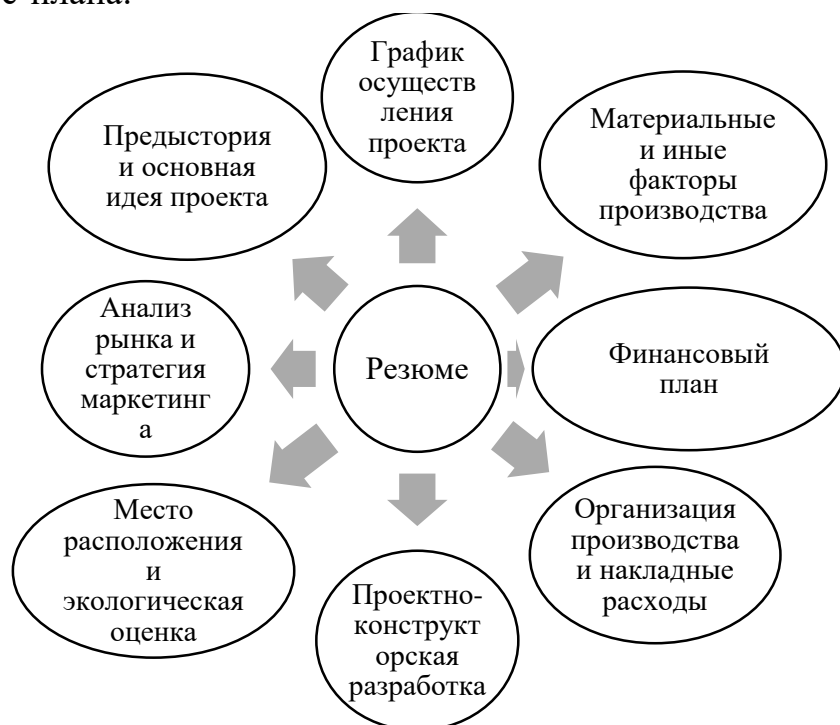 е-плана.
График
осуществ
ления
проекта
Предыстория
и основная
идея проекта
Материальные
и иные
факторы
производства
Анализ
рынка и
стратегия
маркетинг
а
Резюме
Финансовый
план
Место
расположения
и
экологическая
оценка
Организация
производства
и накладные
расходы
Проектно-
конструкт
орская
разработка